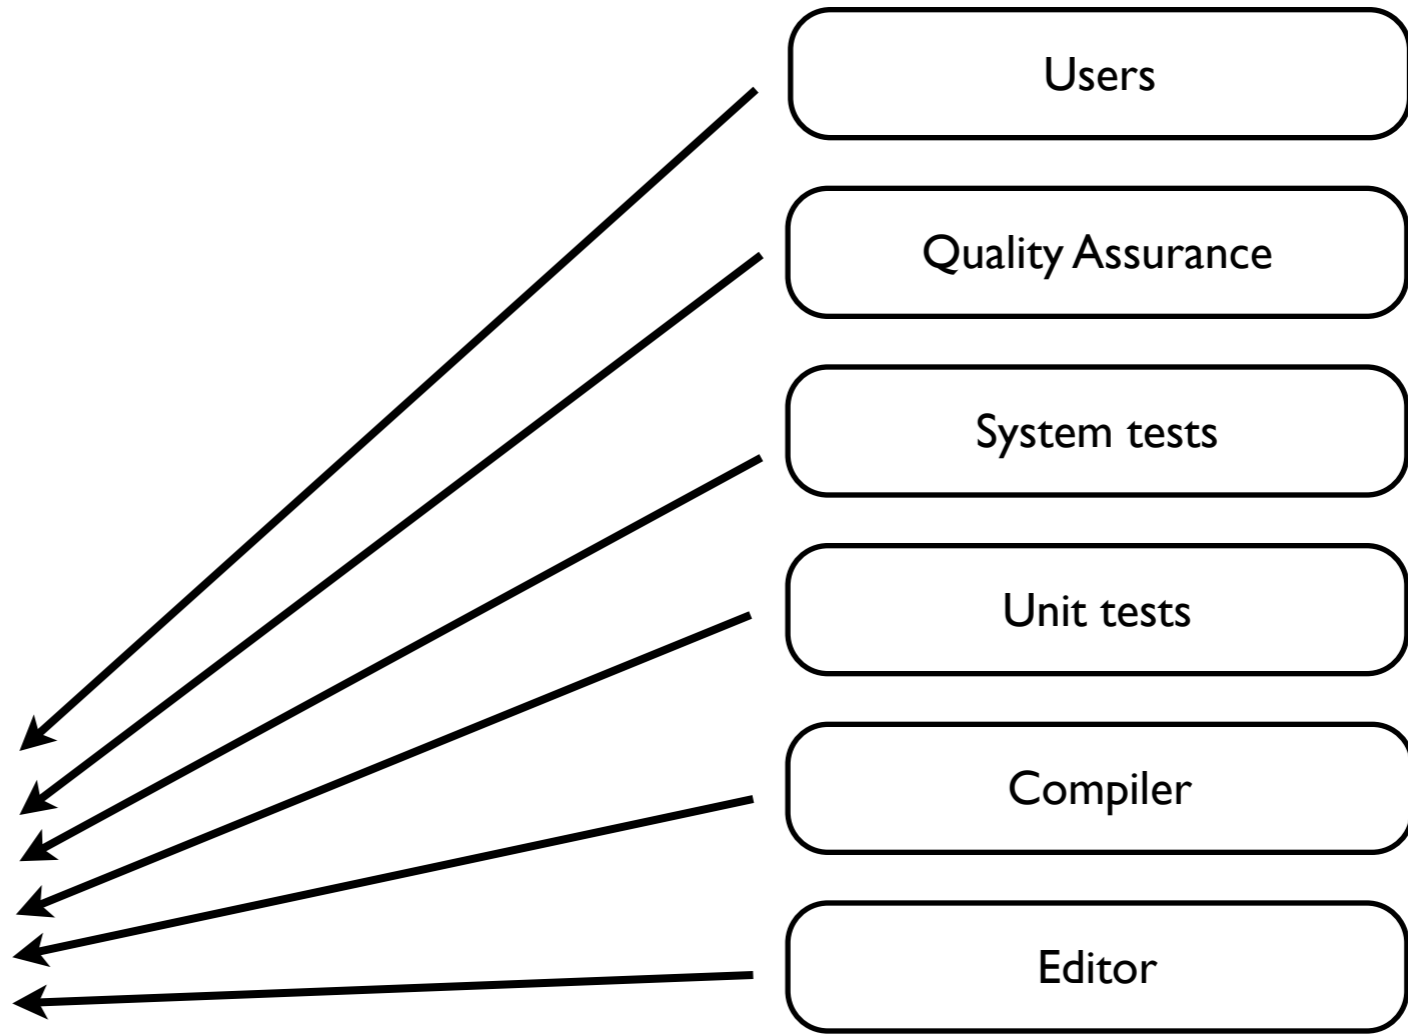 Users
Quality Assurance
System tests
Unit tests
Compiler
Editor